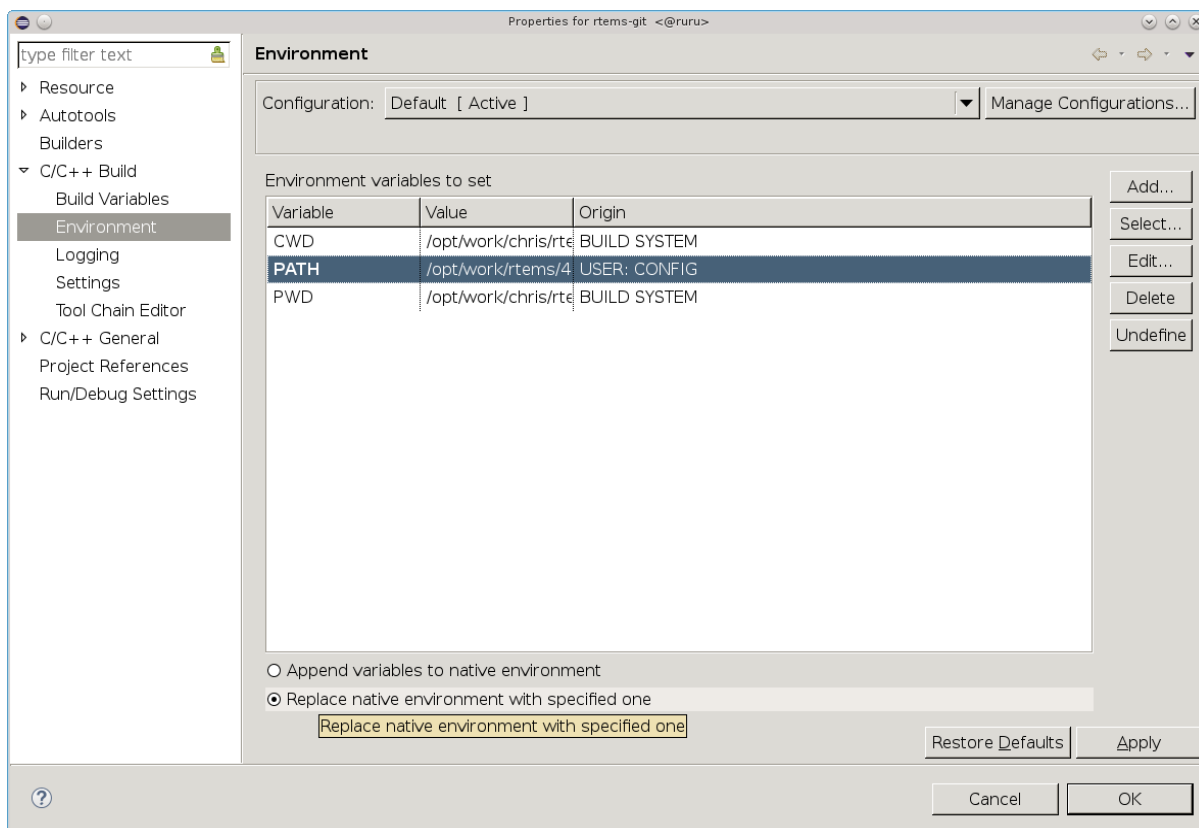 Properties for rtems-git <@ruru>
type filter text
Resource
Autotools
Builders
C/C++ Build
Build Variables
Environment
Logging
Settings
Tool Chain Editor
C/C++ General
Project References
Run/Debug Settings
Environment
Configuration: Default [ Active ] Manage Configurations...
Environment variables to set
Variable Value Origin
CWD /opt/work/chris/rte BUILD SYSTEM
PATH /opt/work/rtems/4 USER: CONFIG
PWD /opt/work/chris/rte BUILD SYSTEM
Add...
Select...
Edit...
Delete
Undefine
Append variables to native environment
Replace native environment with specified one
Replace native environment with specified one
Restore Defaults Apply
? Cancel OK